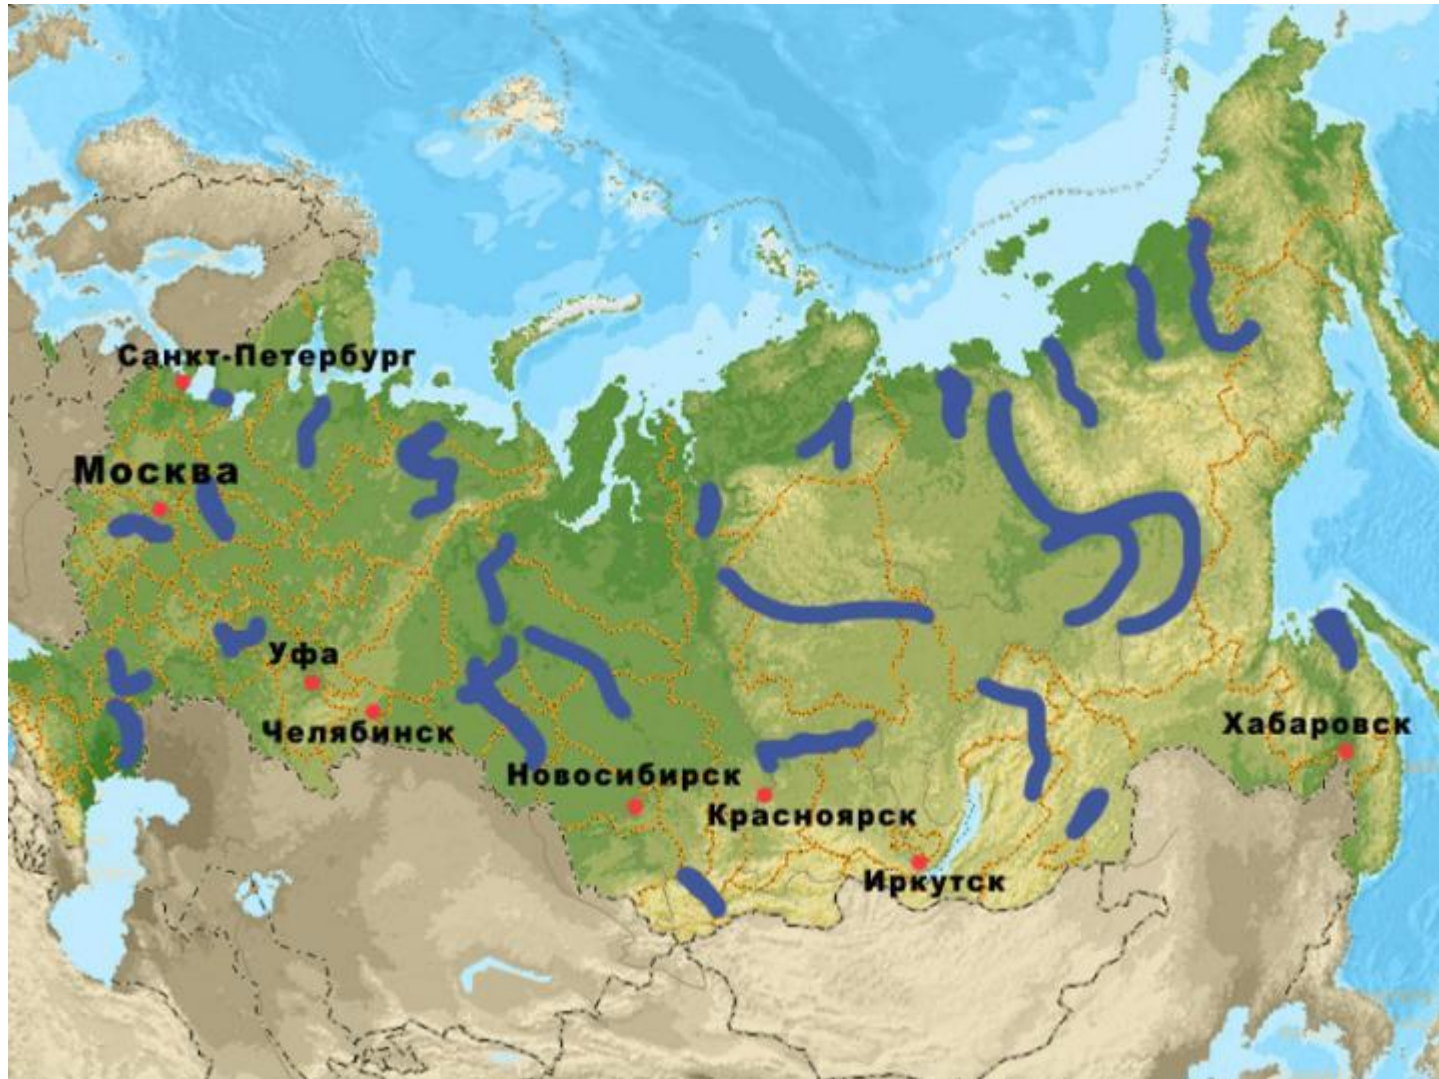 Санкт-Петербург
Москва
Уфа
Челябинск
Новосибирск
Красноярск
Иркутск
Хабаровск